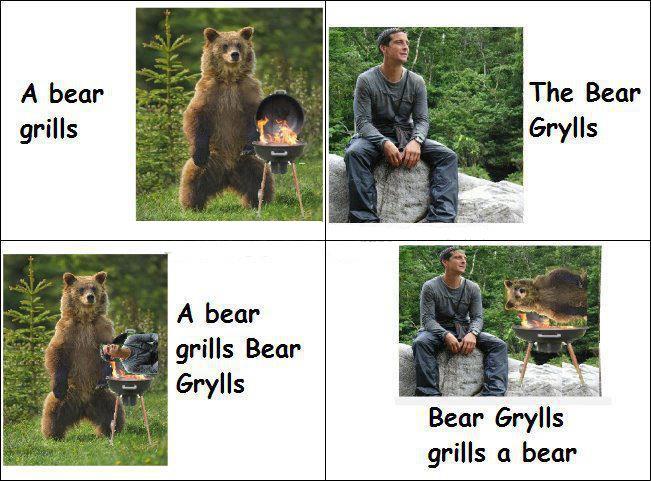 A bear
grills
The Bear
Grylls
A bear
grills Bear
Grylls
Bear Grylls
grills a bear